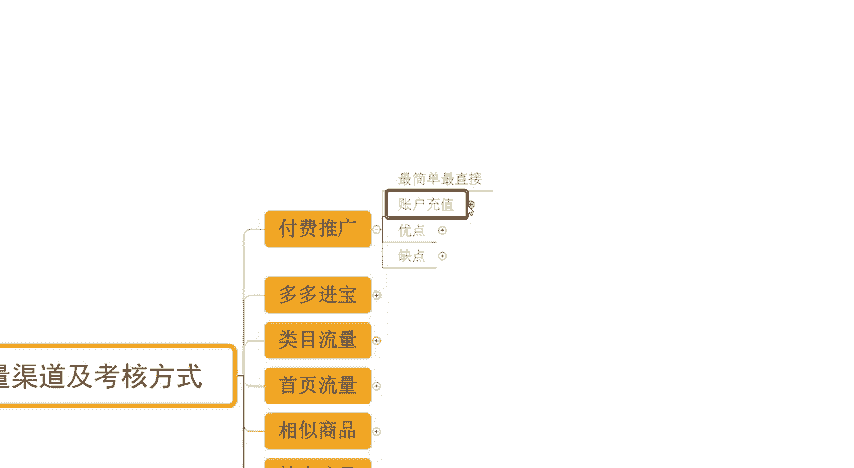 最简单最直接
账户充值
付费推广
优点
缺点
多多进宝
类目流量
量渠道及考核方式
首页流量
相似商品